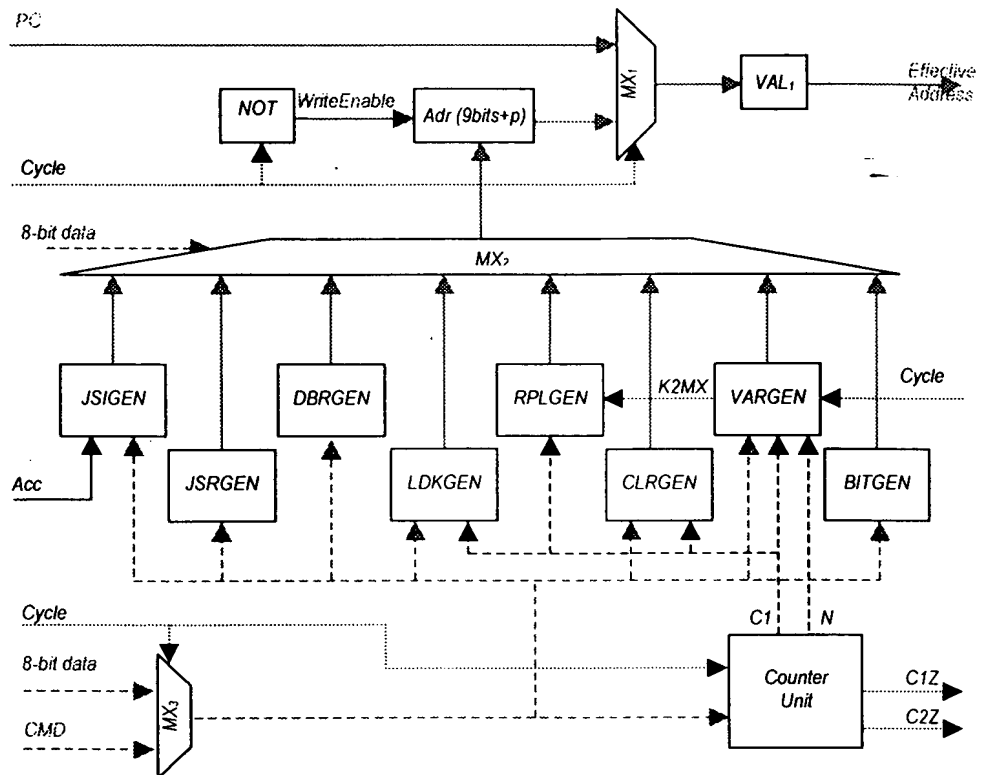 PC
MX1
VAL1
Effective
Address
NOT
WriteEnable
Adr (9bits+p)
Cycle
8-bit data
MX2
JSIGEN
DBRGEN
RPLGEN
K2MX
VARGEN
Cycle
Acc
JSRGEN
LDKGEN
CLRGEN
BITGEN
Cycle
C1
N
8-bit data
MX3
Counter
Unit
C1Z
CMD
C2Z